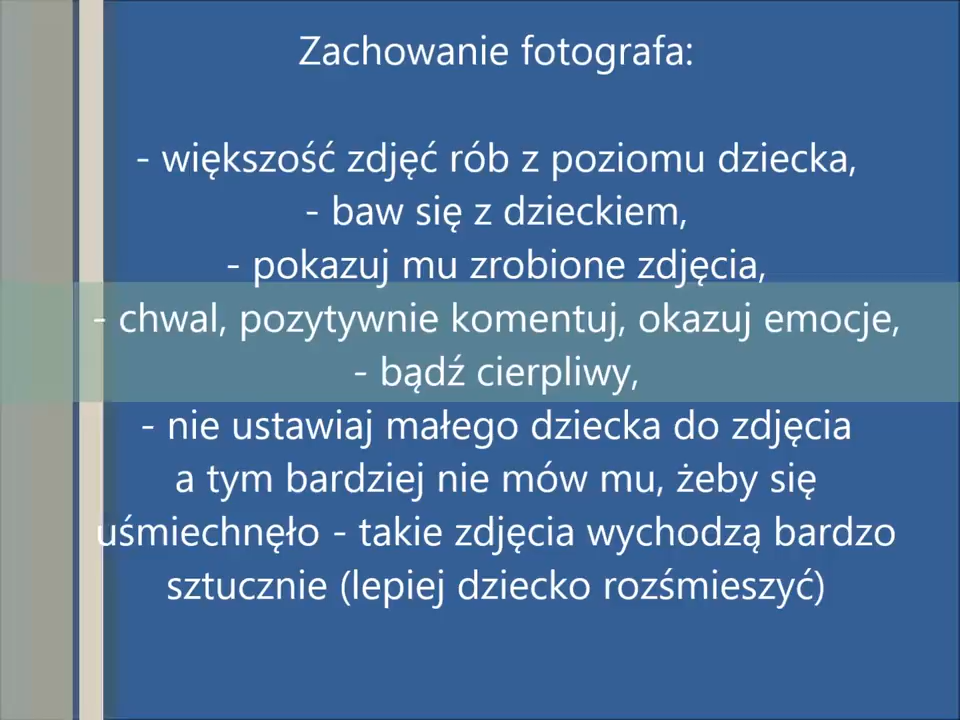 Zachowanie fotografa:
- większość zdjęć rób z poziomu dziecka,
- baw się z dzieckiem,
- pokazuj mu zrobione zdjęcia,
- chwal, pozytywnie komentuj, okazuj emocje,
- bądź cierpliwy,
- nie ustawiaj małego dziecka do zdjęcia
a tym bardziej nie mów mu, żeby się
uśmiechnęło - takie zdjęcia wychodzą bardzo
sztucznie (lepiej dziecko rozśmieszyć)